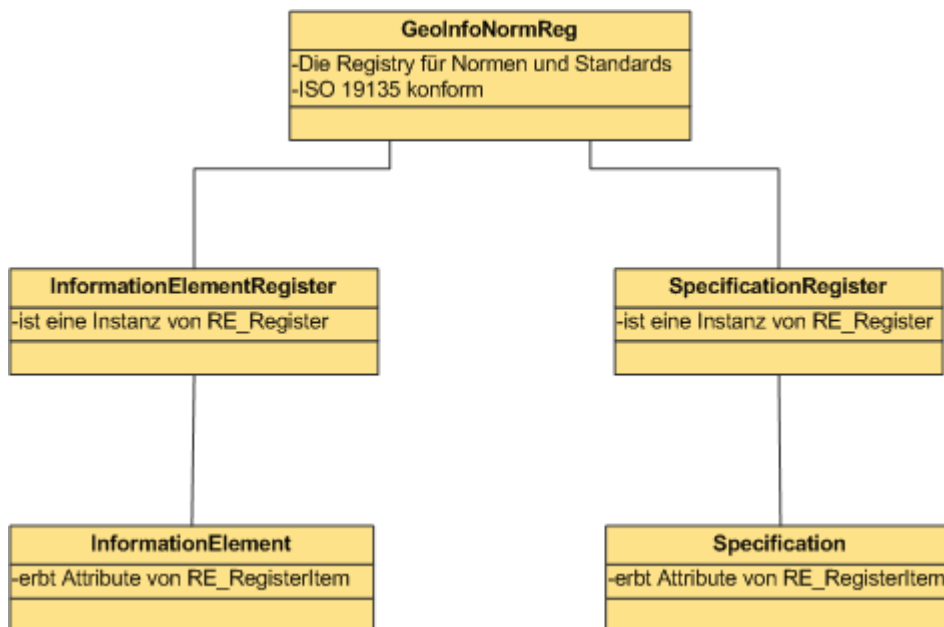 GeoInfoNormReg
-Die Registry für Normen und Standards
-ISO 19135 konform
InformationElementRegister
-ist eine Instanz von RE_Register
SpecificationRegister
-ist eine Instanz von RE_Register
InformationElement
-erbt Attribute von RE_RegisterItem
Specification
-erbt Attribute von RE_RegisterItem